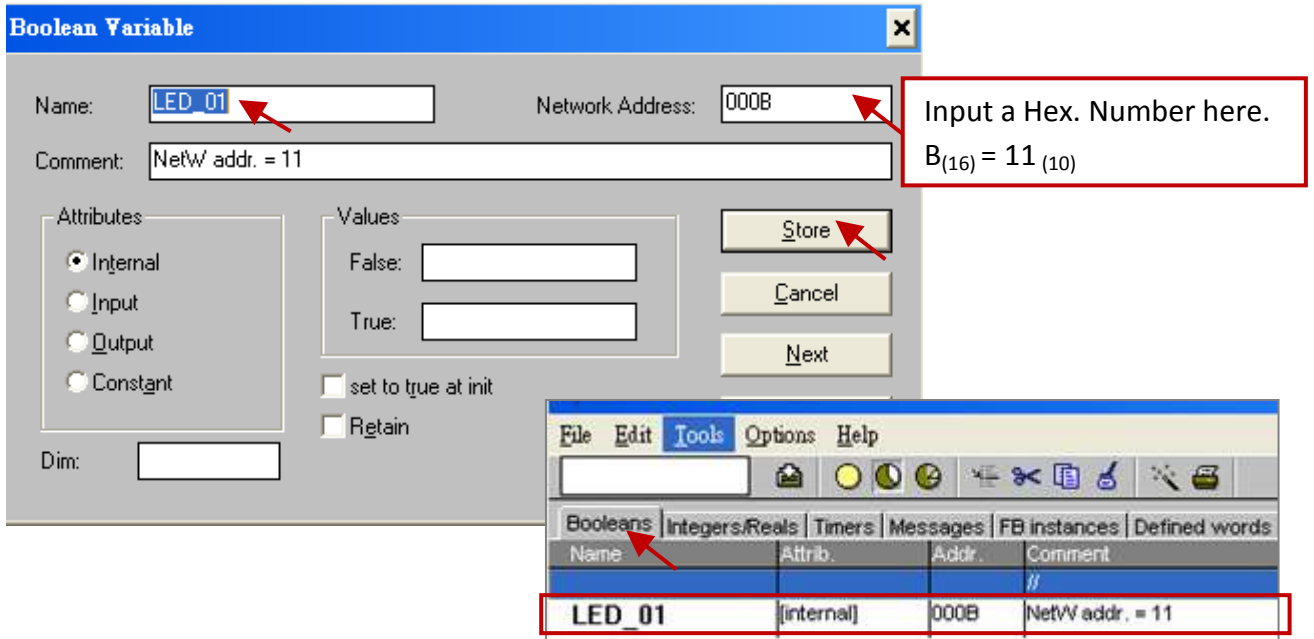 Boolean Variable
Name: LED_01 Network Address: 000B
Input a Hex. Number here.
B(16) = 11 (10)
Comment: NetW addr. = 11
Attributes
Internal
Input
Output
Constant
Values
False:
True:
set to true at init
Retain
Store
Cancel
Next
Dim:
File Edit Tools Options Help
Booleans Integers/Reals Timers Messages FB instances Defined words
Name Attrib. Addr. Comment
//
LED_01 [internal] 000B NetW addr. = 11